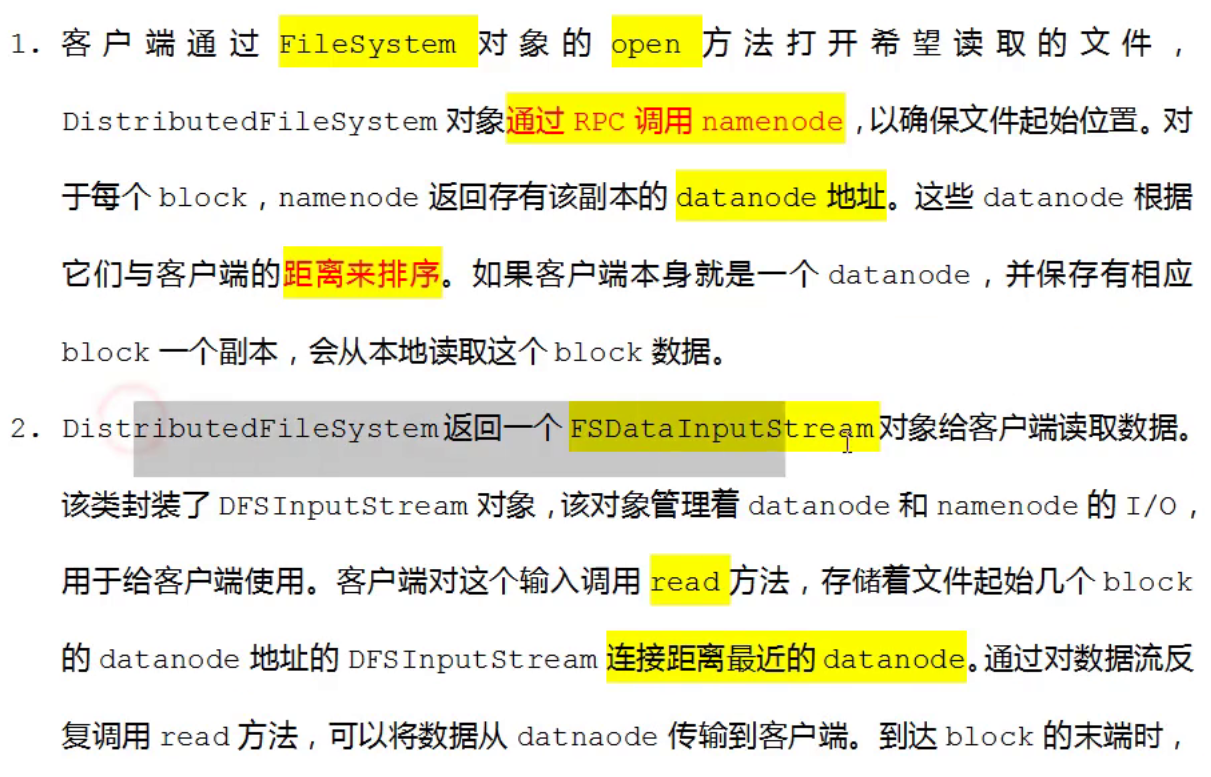 1. 客户端通过 FileSystem 对象的 open 方法打开希望读取的文件，
DistributedFileSystem 对象通过 RPC 调用 namenode，以确保文件起始位置。对
于每个 block，namenode 返回存有该副本的 datanode 地址。这些 datanode 根据
它们与客户端的距离来排序。如果客户端本身就是一个 datanode，并保存有相应
block 一个副本，会从本地读取这个 block 数据。
2. DistributedFileSystem 返回一个 FSDataInputStream 对象给客户端读取数据。
该类封装了 DFSInputStream 对象，该对象管理着 datanode 和 namenode 的 I/O，
用于给客户端使用。客户端对这个输入调用 read 方法，存储着文件起始几个 block
的 datanode 地址的 DFSInputStream 连接距离最近的 datanode。通过对数据流反
复调用 read 方法，可以将数据从 datnaode 传输到客户端。到达 block 的末端时，